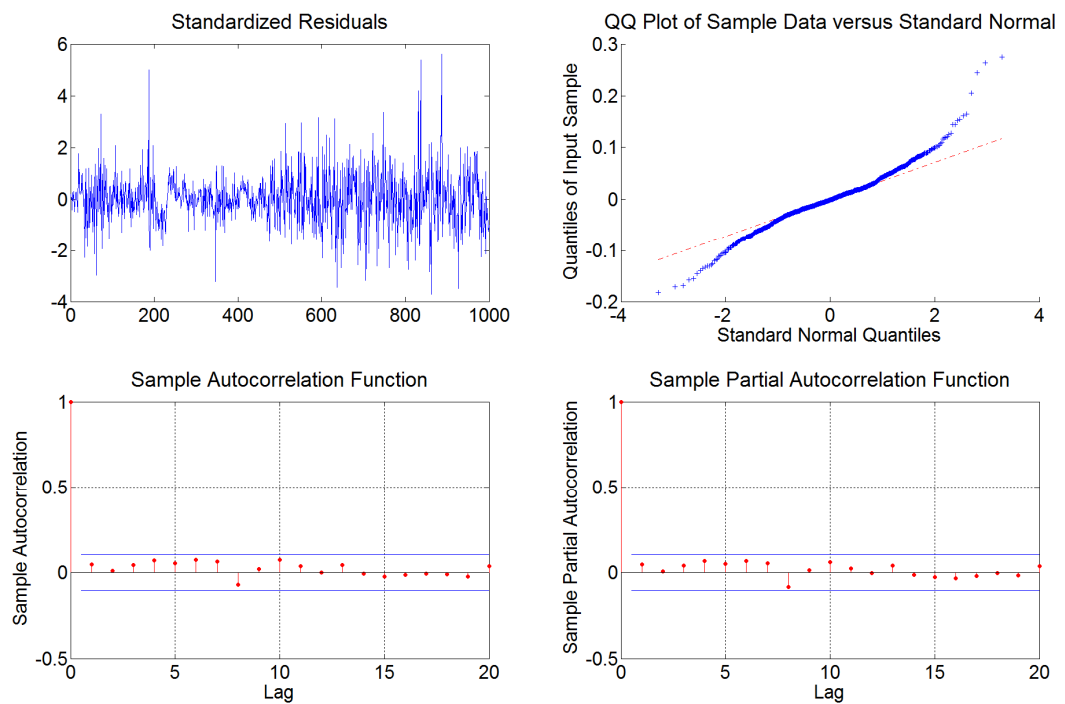 Standardized Residuals
6
4
2
0
-2
-4
0 200 400 600 800 1000
QQ Plot of Sample Data versus Standard Normal
Quantiles of Input Sample
0.3
0.2
0.1
0
-0.1
-0.2
-4 -2 0 2 4
Standard Normal Quantiles
Sample Autocorrelation Function
Sample Autocorrelation
1
0.5
0
-0.5
0 5 10 15 20
Lag
Sample Partial Autocorrelation Function
Sample Partial Autocorrelation
1
0.5
0
-0.5
0 5 10 15 20
Lag